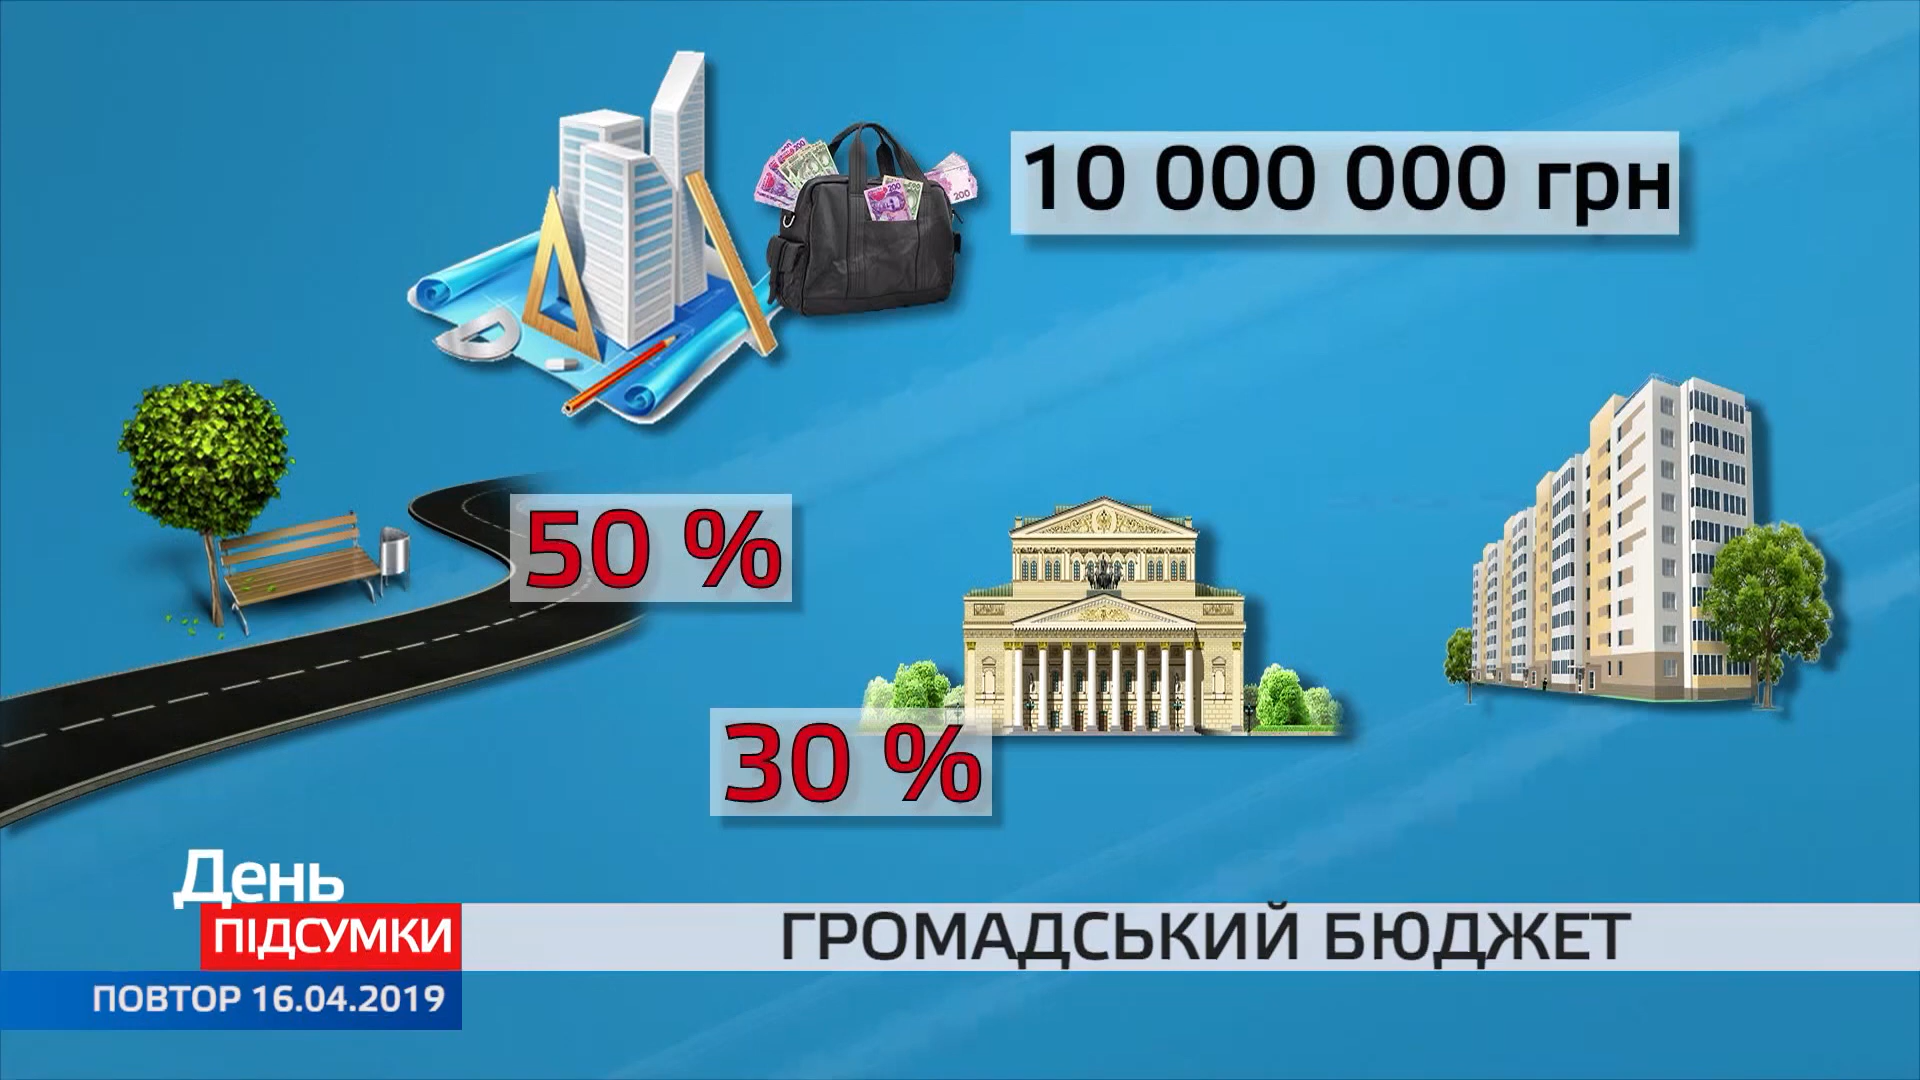 10 000 000 грн
50 %
30 %
День
ПІДСУМКИ
ГРОМАДСЬКИЙ БЮДЖЕТ
ПОВТОР 16.04.2019